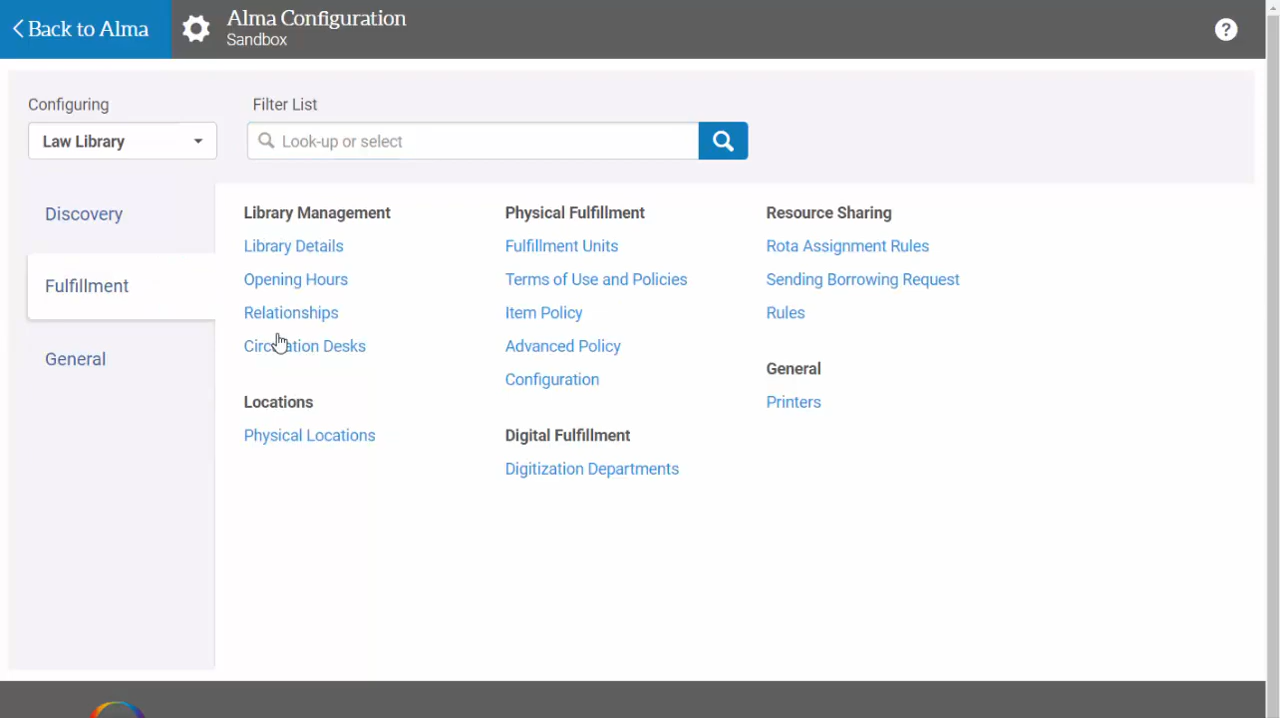 Back to Alma
Alma Configuration
Sandbox
?
Configuring
Filter List
Law Library
Look-up or select
Discovery
Fulfillment
General
Library Management
Library Details
Opening Hours
Relationships
Circulation Desks
Locations
Physical Locations
Physical Fulfillment
Fulfillment Units
Terms of Use and Policies
Item Policy
Advanced Policy
Configuration
Digital Fulfillment
Digitization Departments
Resource Sharing
Rota Assignment Rules
Sending Borrowing Request
Rules
General
Printers